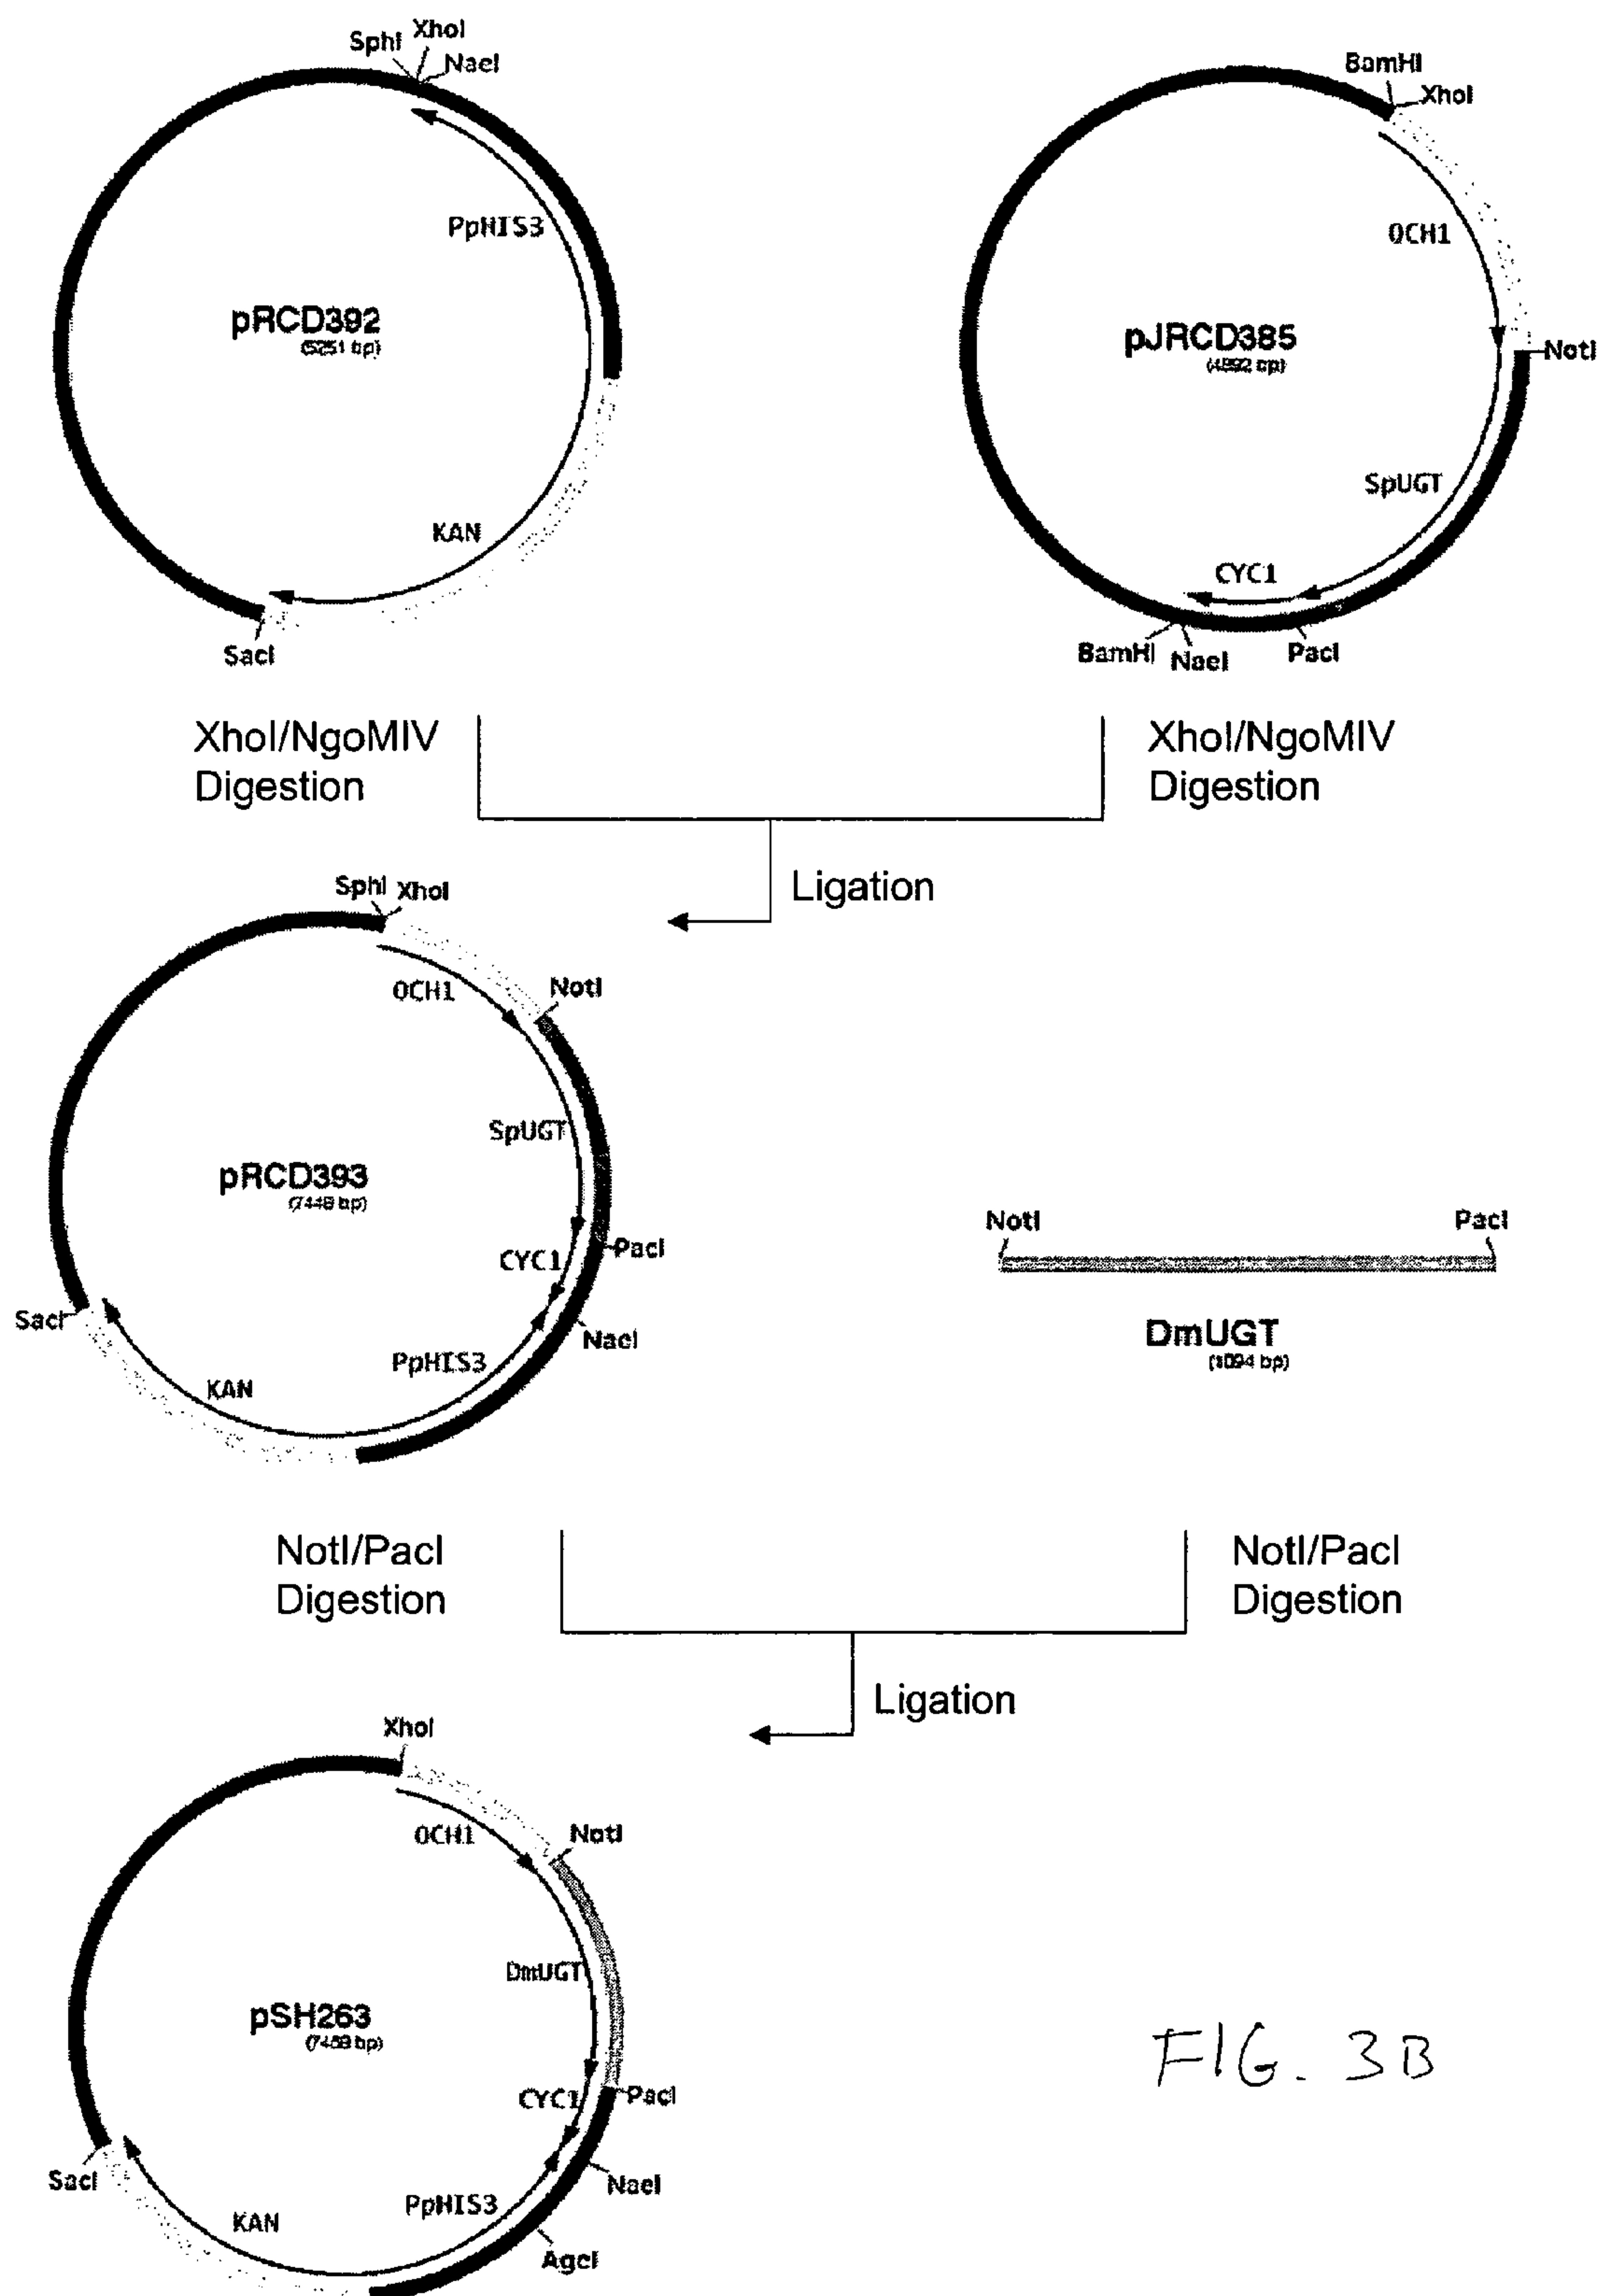 SphI XhoI NaeI
PpHIS3
pRCD392
(5251 bp)
KAN
SacI
BamHI
XhoI
OCH1
pJRCD385
(4892 bp)
NotI
SpUGT
CYC1
BamHI NaeI PacI
XhoI/NgoMIV
Digestion
XhoI/NgoMIV
Digestion
Ligation
SphI XhoI
OCH1
NotI
SpUGT
pRCD393
CYC1
PacI
SacI
NaeI
PpHIS3
KAN
NotI PacI
DmUGT
(1094 bp)
NotI/PacI
Digestion
NotI/PacI
Digestion
Ligation
XhoI
OCH1
NotI
DmUGT
pSH263
CYC1
PacI
SacI
NaeI
PpHIS3
KAN
AgeI
FIG. 3B